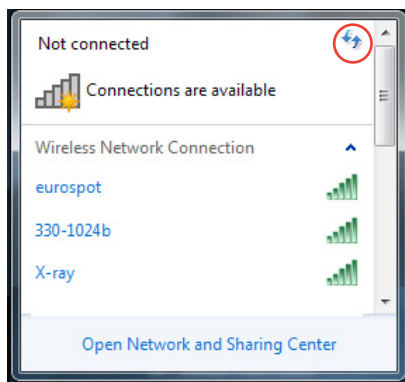 Not connected
Connections are available
Wireless Network Connection
eurospot
330-1024b
X-ray
Open Network and Sharing Center